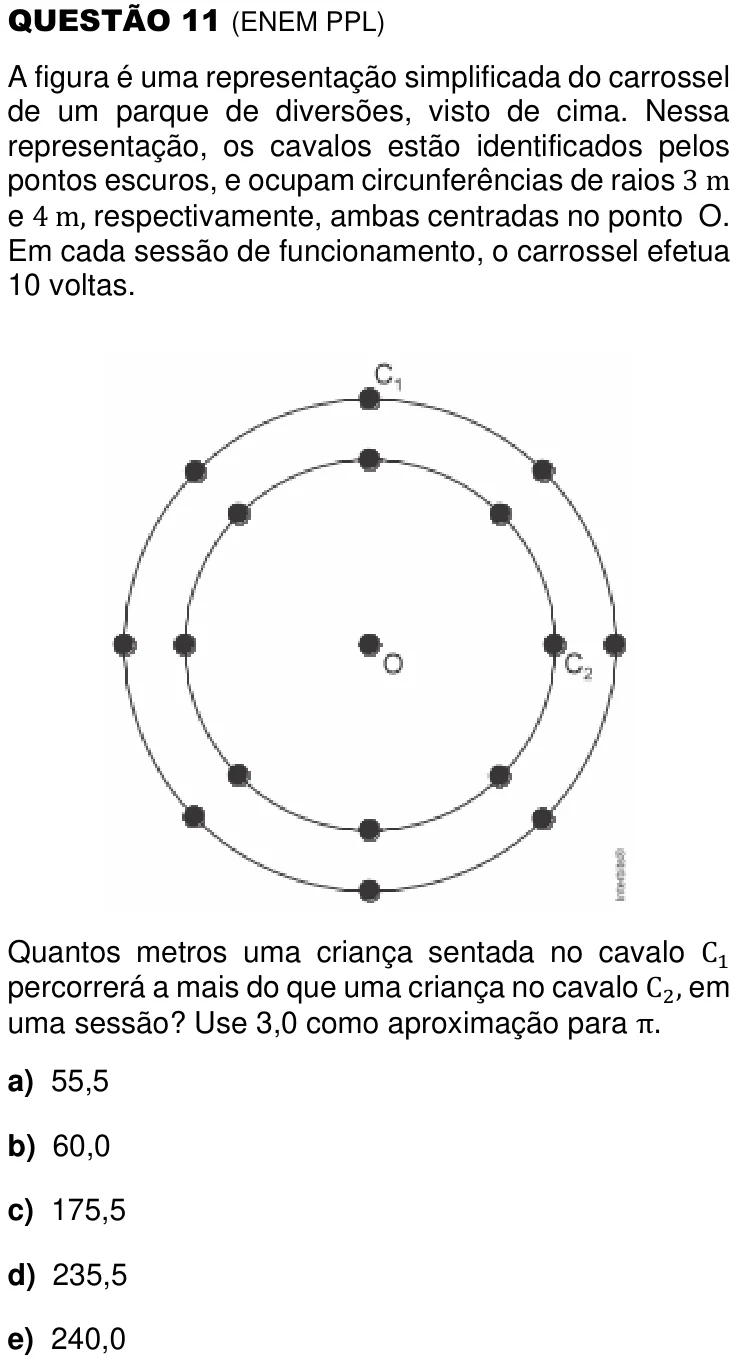 QUESTÃO 11 (ENEM PPL)
A figura é uma representação simplificada do carrossel
de um parque de diversões, visto de cima. Nessa
representação, os cavalos estão identificados pelos
pontos escuros, e ocupam circunferências de raios 3 m
e 4 m, respectivamente, ambas centradas no ponto O.
Em cada sessão de funcionamento, o carrossel efetua
10 voltas.
C₁
O
C₂
Interbits®
Quantos metros uma criança sentada no cavalo C₁
percorrerá a mais do que uma criança no cavalo C₂, em
uma sessão? Use 3,0 como aproximação para π.
a) 55,5
b) 60,0
c) 175,5
d) 235,5
e) 240,0